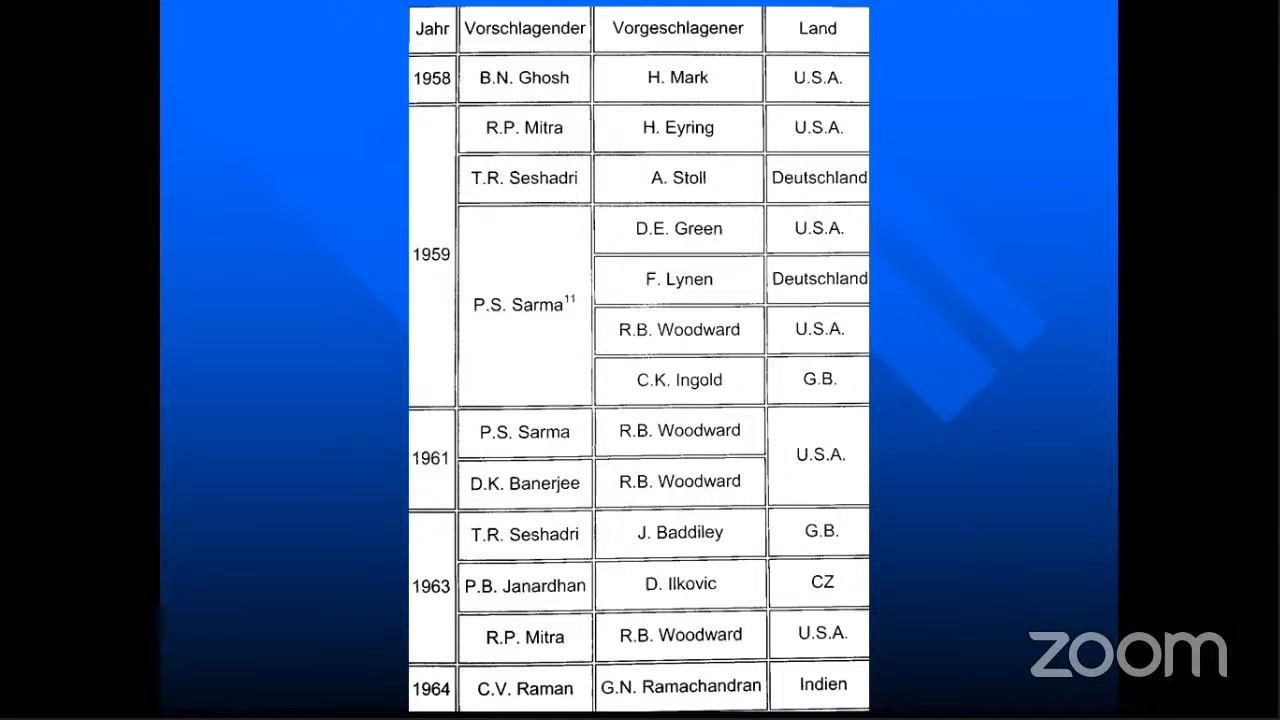 Jahr Vorschlagender Vorgeschlagener Land
1958 B.N. Ghosh H. Mark U.S.A.
R.P. Mitra H. Eyring U.S.A.
T.R. Seshadri A. Stoll Deutschland
D.E. Green U.S.A.
1959
F. Lynen Deutschland
P.S. Sarma11
R.B. Woodward U.S.A.
C.K. Ingold G.B.
P.S. Sarma R.B. Woodward
1961 U.S.A.
D.K. Banerjee R.B. Woodward
T.R. Seshadri J. Baddiley G.B.
1963 P.B. Janardhan D. Ilkovic CZ
R.P. Mitra R.B. Woodward U.S.A.
1964 C.V. Raman G.N. Ramachandran Indien
zoom